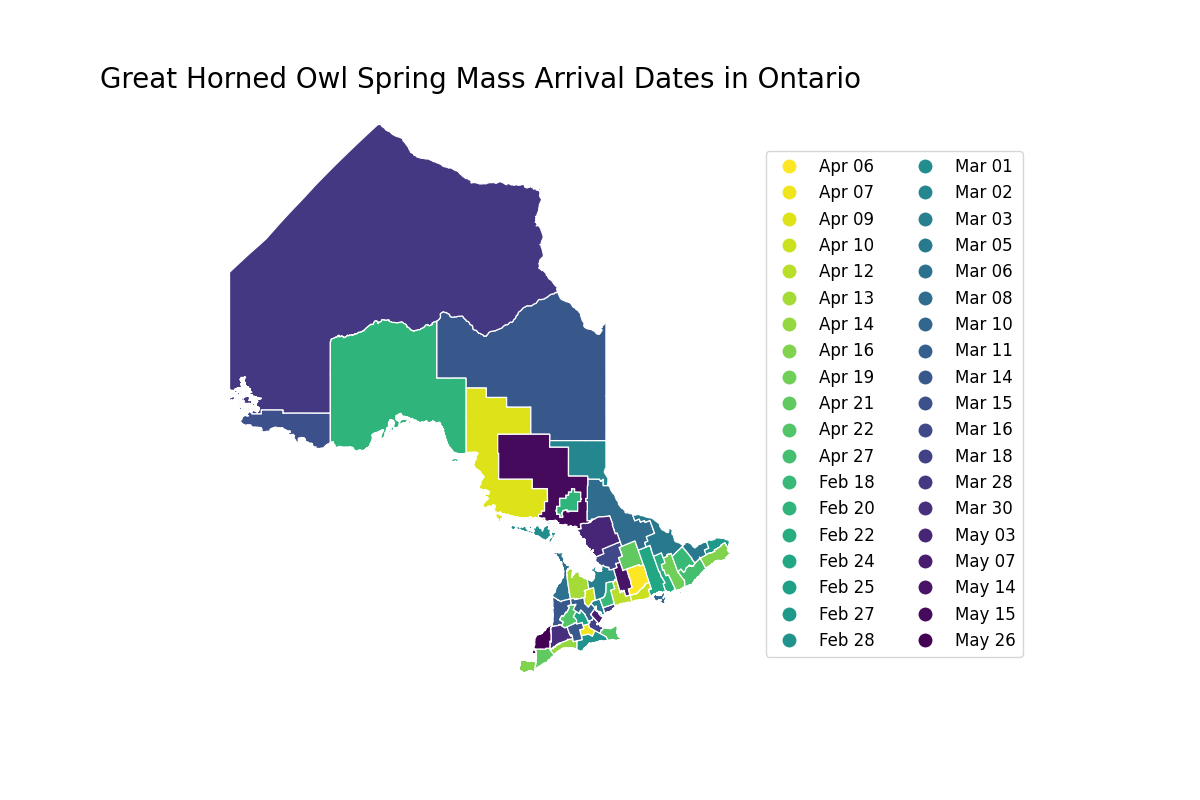 Great Horned Owl Spring Mass Arrival Dates in Ontario
Apr 06
Apr 07
Apr 09
Apr 10
Apr 12
Apr 13
Apr 14
Apr 16
Apr 19
Apr 21
Apr 22
Apr 27
Feb 18
Feb 20
Feb 22
Feb 24
Feb 25
Feb 27
Feb 28
Mar 01
Mar 02
Mar 03
Mar 05
Mar 06
Mar 08
Mar 10
Mar 11
Mar 14
Mar 15
Mar 16
Mar 18
Mar 28
Mar 30
May 03
May 07
May 14
May 15
May 26